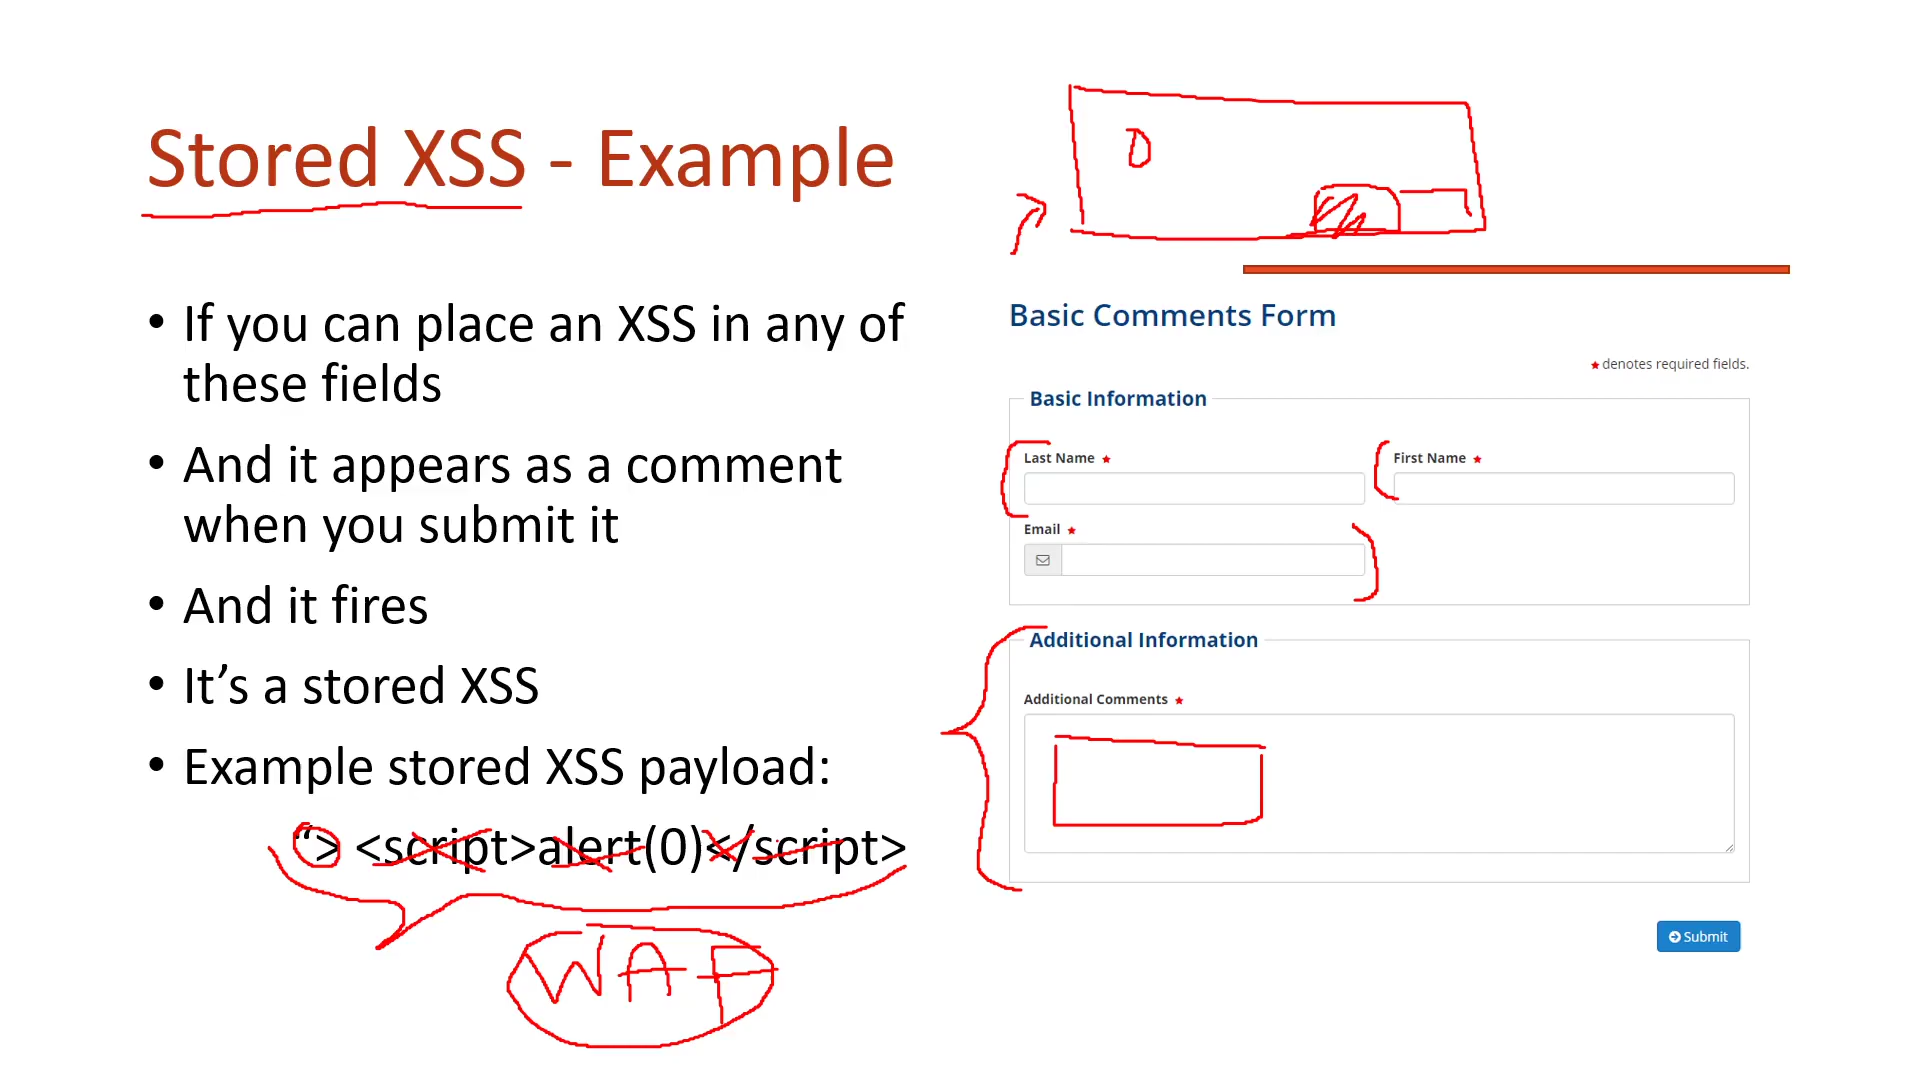 Stored XSS - Example
D
• If you can place an XSS in any of
these fields
• And it appears as a comment
when you submit it
• And it fires
• It’s a stored XSS
• Example stored XSS payload:
“> <script>alert(0)</script>
WAF
Basic Comments Form
★ denotes required fields.
Basic Information
Last Name ★
First Name ★
Email ★
Additional Information
Additional Comments ★
Submit